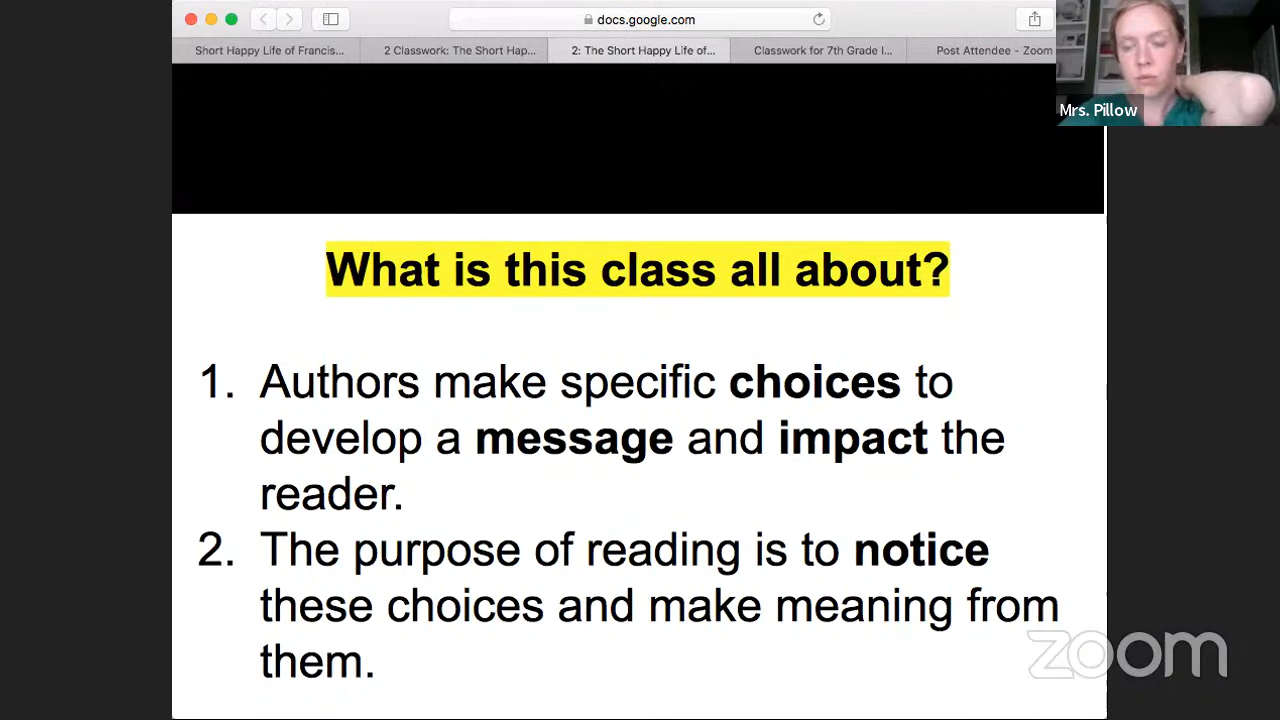 docs.google.com
Short Happy Life of Francis...
2 Classwork: The Short Hap...
2: The Short Happy Life of...
Classwork for 7th Grade I...
Post Attendee - Zoom
Mrs. Pillow
What is this class all about?
1. Authors make specific choices to
develop a message and impact the
reader.
2. The purpose of reading is to notice
these choices and make meaning from
them.
zoom